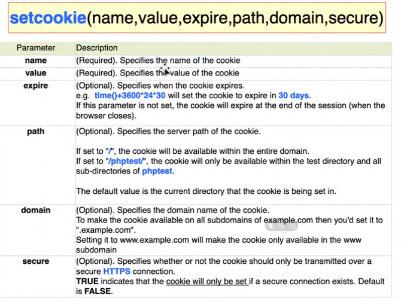 setcookie(name,value,expire,path,domain,secure)
Parameter Description
name (Required). Specifies the name of the cookie
value (Required). Specifies the value of the cookie
expire (Optional). Specifies when the cookie expires.
e.g. time()+3600*24*30 will set the cookie to expire in 30 days.
If this parameter is not set, the cookie will expire at the end of the session (when the
browser closes).
path (Optional). Specifies the server path of the cookie.
If set to "/", the cookie will be available within the entire domain.
If set to "/phptest/", the cookie will only be available within the test directory and all
sub-directories of phptest.
The default value is the current directory that the cookie is being set in.
domain (Optional). Specifies the domain name of the cookie.
To make the cookie available on all subdomains of example.com then you'd set it to
".example.com".
Setting it to www.example.com will make the cookie only available in the www
subdomain
secure (Optional). Specifies whether or not the cookie should only be transmitted over a
secure HTTPS connection.
TRUE indicates that the cookie will only be set if a secure connection exists. Default
is FALSE.